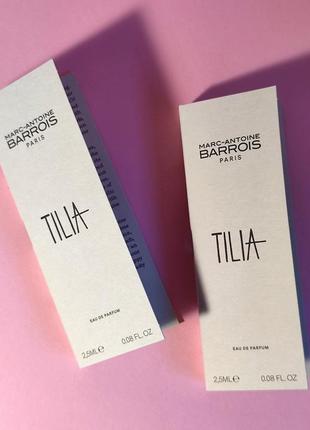 MARC-ANTOINE
BARROIS
PARIS
TILIA
EAU DE PARFUM
2,5ML℮ 0.08 FL. OZ
MARC-ANTOINE
BARROIS
PARIS
TILIA
EAU DE PARFUM
2,5ML℮ 0.08 FL. OZ